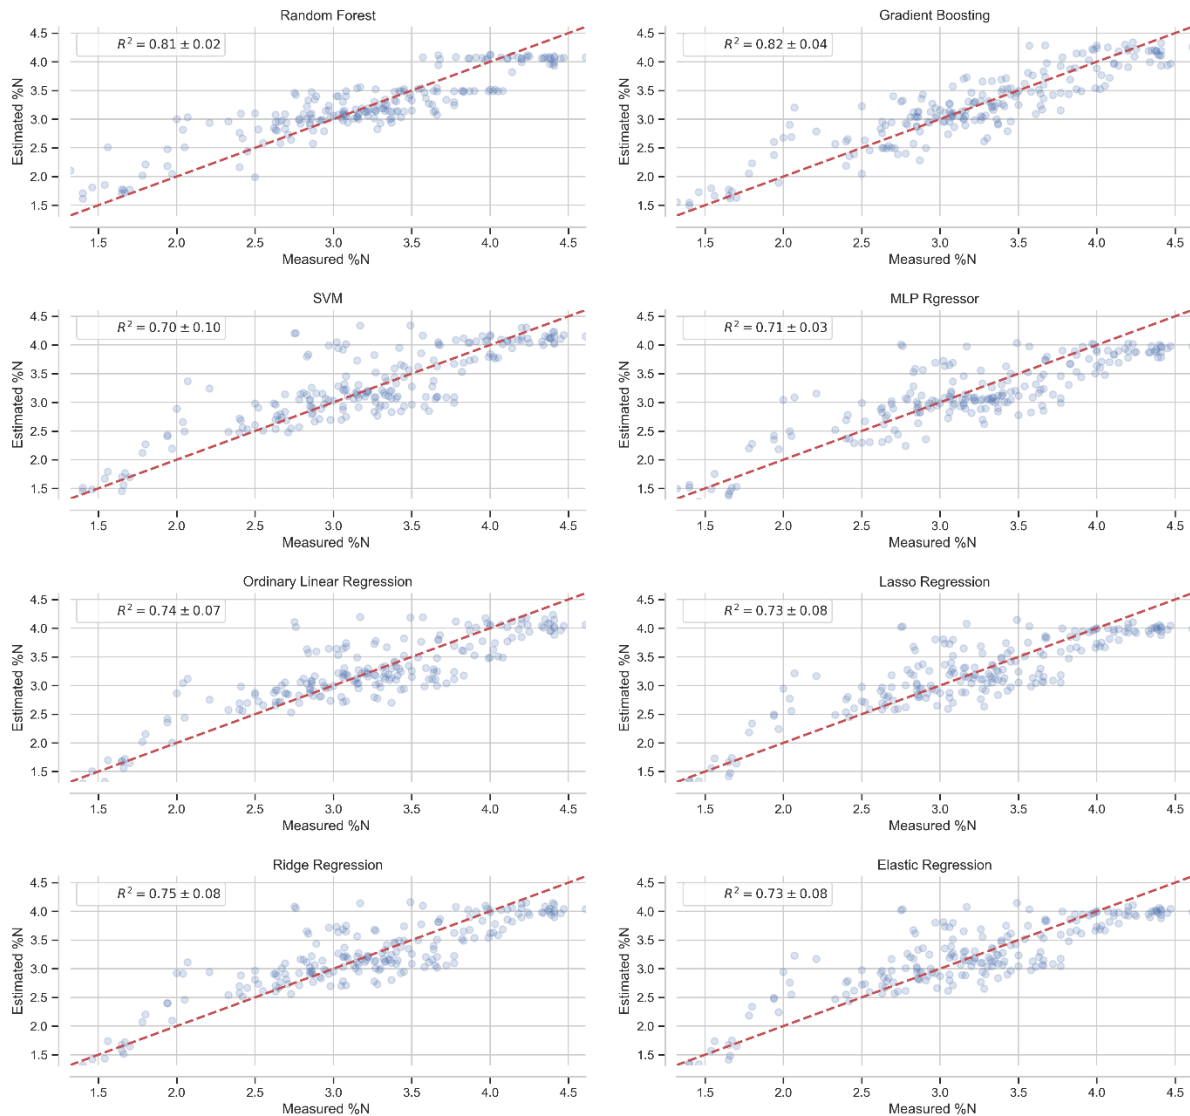 Random Forest
R² = 0.81 ± 0.02
Estimated %N
4.5
4.0
3.5
3.0
2.5
2.0
1.5
1.5 2.0 2.5 3.0 3.5 4.0 4.5
Measured %N
Gradient Boosting
R² = 0.82 ± 0.04
Estimated %N
4.5
4.0
3.5
3.0
2.5
2.0
1.5
1.5 2.0 2.5 3.0 3.5 4.0 4.5
Measured %N
SVM
R² = 0.70 ± 0.10
Estimated %N
4.5
4.0
3.5
3.0
2.5
2.0
1.5
1.5 2.0 2.5 3.0 3.5 4.0 4.5
Measured %N
MLP Rgressor
R² = 0.71 ± 0.03
Estimated %N
4.5
4.0
3.5
3.0
2.5
2.0
1.5
1.5 2.0 2.5 3.0 3.5 4.0 4.5
Measured %N
Ordinary Linear Regression
R² = 0.74 ± 0.07
Estimated %N
4.5
4.0
3.5
3.0
2.5
2.0
1.5
1.5 2.0 2.5 3.0 3.5 4.0 4.5
Measured %N
Lasso Regression
R² = 0.73 ± 0.08
Estimated %N
4.5
4.0
3.5
3.0
2.5
2.0
1.5
1.5 2.0 2.5 3.0 3.5 4.0 4.5
Measured %N
Ridge Regression
R² = 0.75 ± 0.08
Estimated %N
4.5
4.0
3.5
3.0
2.5
2.0
1.5
1.5 2.0 2.5 3.0 3.5 4.0 4.5
Measured %N
Elastic Regression
R² = 0.73 ± 0.08
Estimated %N
4.5
4.0
3.5
3.0
2.5
2.0
1.5
1.5 2.0 2.5 3.0 3.5 4.0 4.5
Measured %N